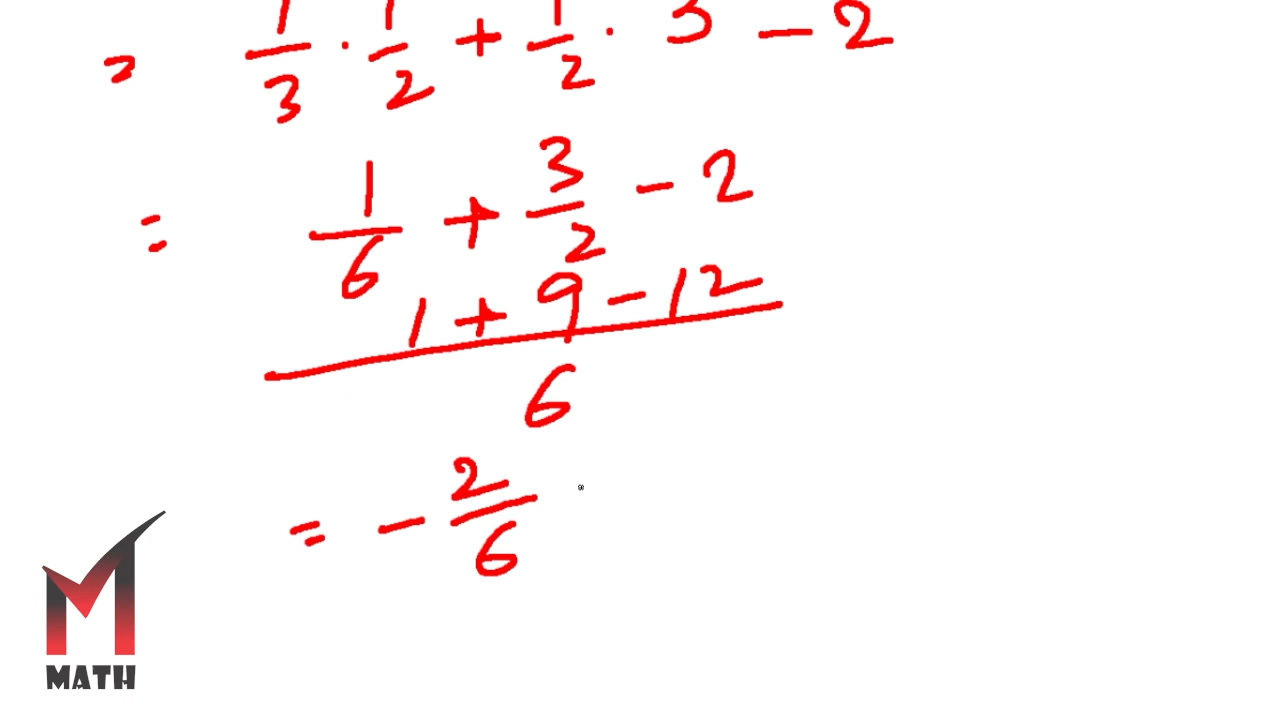 = 1/3 · 1/2 + 1/2 · 3 - 2
= 1/6 + 3/2 - 2
1 + 9 - 12
6
= - 2/6
MATH